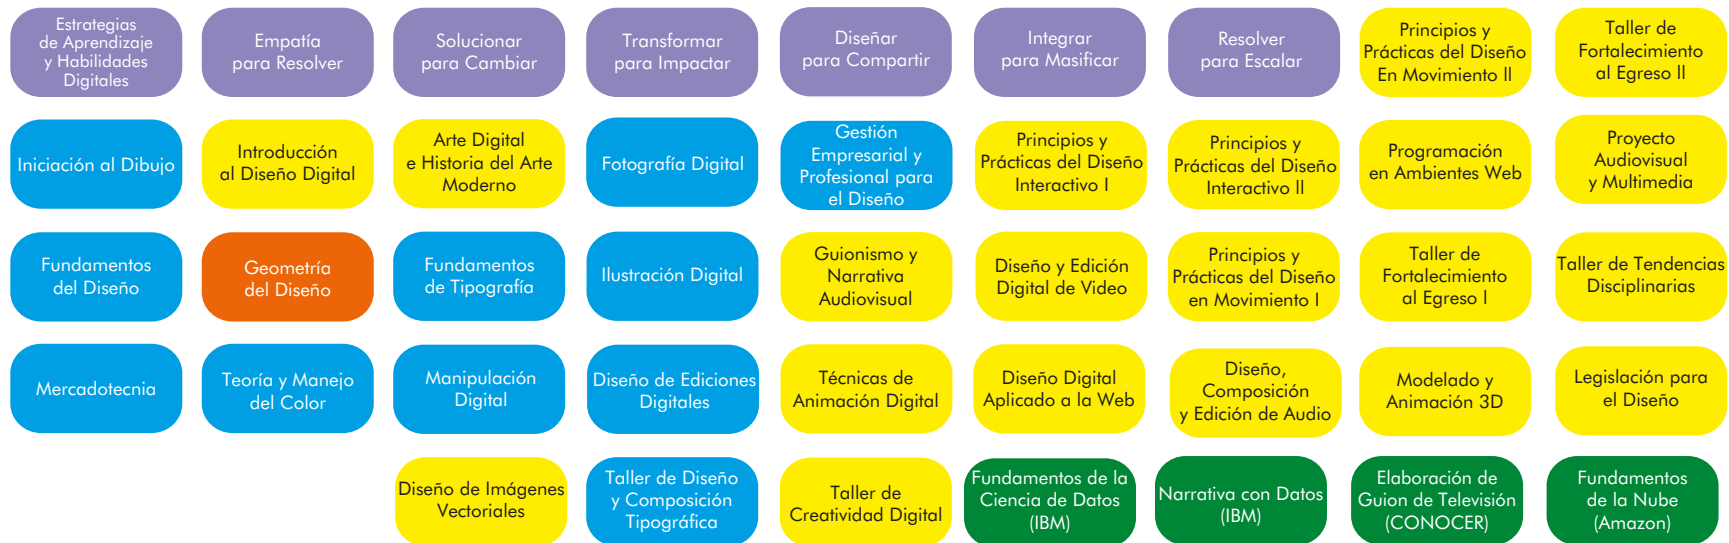 Estrategias
de Aprendizaje
y Habilidades
Digitales
Empatía
para Resolver
Solucionar
para Cambiar
Transformar
para Impactar
Diseñar
para Compartir
Integrar
para Masificar
Resolver
para Escalar
Principios y
Prácticas del Diseño
En Movimiento ll
Taller de
Fortalecimiento
al Egreso ll
Iniciación al Dibujo
Introducción
al Diseño Digital
Arte Digital
e Historia del Arte
Moderno
Fotografía Digital
Gestión
Empresarial y
Profesional para
el Diseño
Principios y
Prácticas del Diseño
Interactivo I
Principios y
Prácticas del Diseño
Interactivo ll
Programación
en Ambientes Web
Proyecto
Audiovisual
y Multimedia
Fundamentos
del Diseño
Geometría
del Diseño
Fundamentos
de Tipografía
Ilustración Digital
Guionismo y
Narrativa
Audiovisual
Diseño y Edición
Digital de Video
Principios y
Prácticas del Diseño
en Movimiento I
Taller de
Fortalecimiento
al Egreso I
Taller de Tendencias
Disciplinarias
Mercadotecnia
Teoría y Manejo
del Color
Manipulación
Digital
Diseño de Ediciones
Digitales
Técnicas de
Animación Digital
Diseño Digital
Aplicado a la Web
Diseño,
Composición
y Edición de Audio
Modelado y
Animación 3D
Legislación para
el Diseño
Diseño de Imágenes
Vectoriales
Taller de Diseño
y Composición
Tipográfica
Taller de
Creatividad Digital
Fundamentos de la
Ciencia de Datos
(IBM)
Narrativa con Datos
(IBM)
Elaboración de
Guion de Televisión
(CONOCER)
Fundamentos
de la Nube
(Amazon)